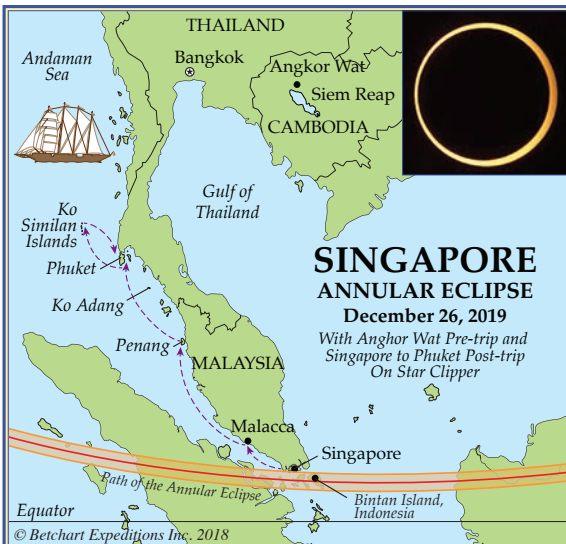 THAILAND
Andaman
Sea
Bangkok
Angkor Wat
Siem Reap
CAMBODIA
Gulf of
Thailand
Ko
Similan
Islands
Phuket
SINGAPORE
ANNULAR ECLIPSE
December 26, 2019
With Anghor Wat Pre-trip and
Singapore to Phuket Post-trip
On Star Clipper
Ko Adang
Penang
MALAYSIA
Malacca
Singapore
Path of the Annular Eclipse
Bintan Island,
Indonesia
Equator
© Betchart Expeditions Inc. 2018